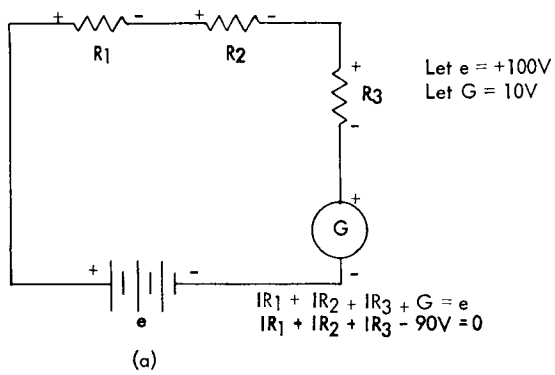 + - + -
R1 R2
+
R3
-
Let e = +100V
Let G = 10V
+
G
-
+ -
e
IR1 + IR2 + IR3 + G = e
IR1 + IR2 + IR3 - 90V = 0
(a)